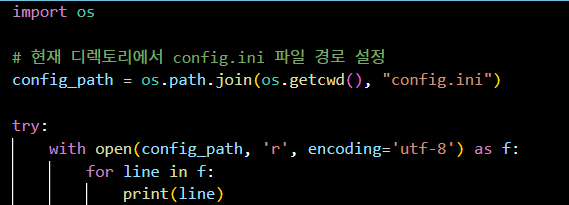 import os
# 현재 디렉토리에서 config.ini 파일 경로 설정
config_path = os.path.join(os.getcwd(), "config.ini")
try:
    with open(config_path, 'r', encoding='utf-8') as f:
        for line in f:
            print(line)